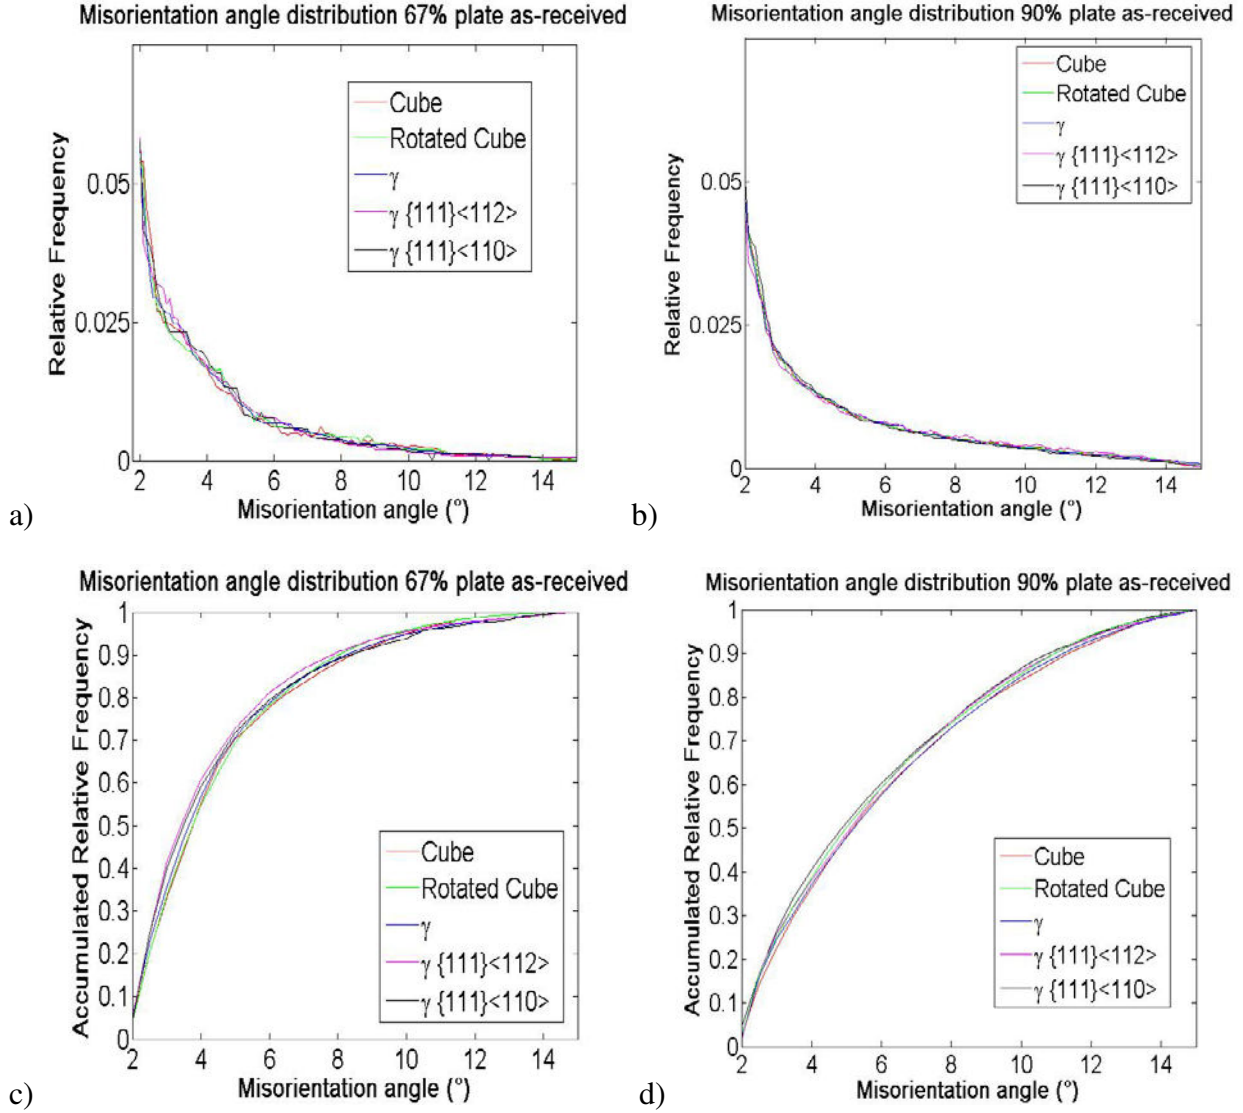 Misorientation angle distribution 67% plate as-received
Relative Frequency
0.05
0.025
0
2 4 6 8 10 12 14
Misorientation angle (°)
Cube
Rotated Cube
γ
γ {111}<112>
γ {111}<110>
a)
Misorientation angle distribution 90% plate as-received
Relative Frequency
0.05
0.025
0
2 4 6 8 10 12 14
Misorientation angle (°)
Cube
Rotated Cube
γ
γ {111}<112>
γ {111}<110>
b)
Misorientation angle distribution 67% plate as-received
Accumulated Relative Frequency
1
0.9
0.8
0.7
0.6
0.5
0.4
0.3
0.2
0.1
0
2 4 6 8 10 12 14
Misorientation angle (°)
Cube
Rotated Cube
γ
γ {111}<112>
γ {111}<110>
c)
Misorientation angle distribution 90% plate as-received
Accumulated Relative Frequency
1
0.9
0.8
0.7
0.6
0.5
0.4
0.3
0.2
0.1
0
2 4 6 8 10 12 14
Misorientation angle (°)
Cube
Rotated Cube
γ
γ {111}<112>
γ {111}<110>
d)